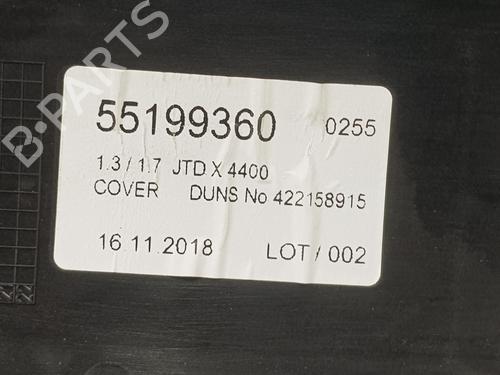 B-PARTS
55199360 0255
1.3 / 1.7 JTD X 4400
COVER DUNS No 422158915
16 11.2018 LOT / 002